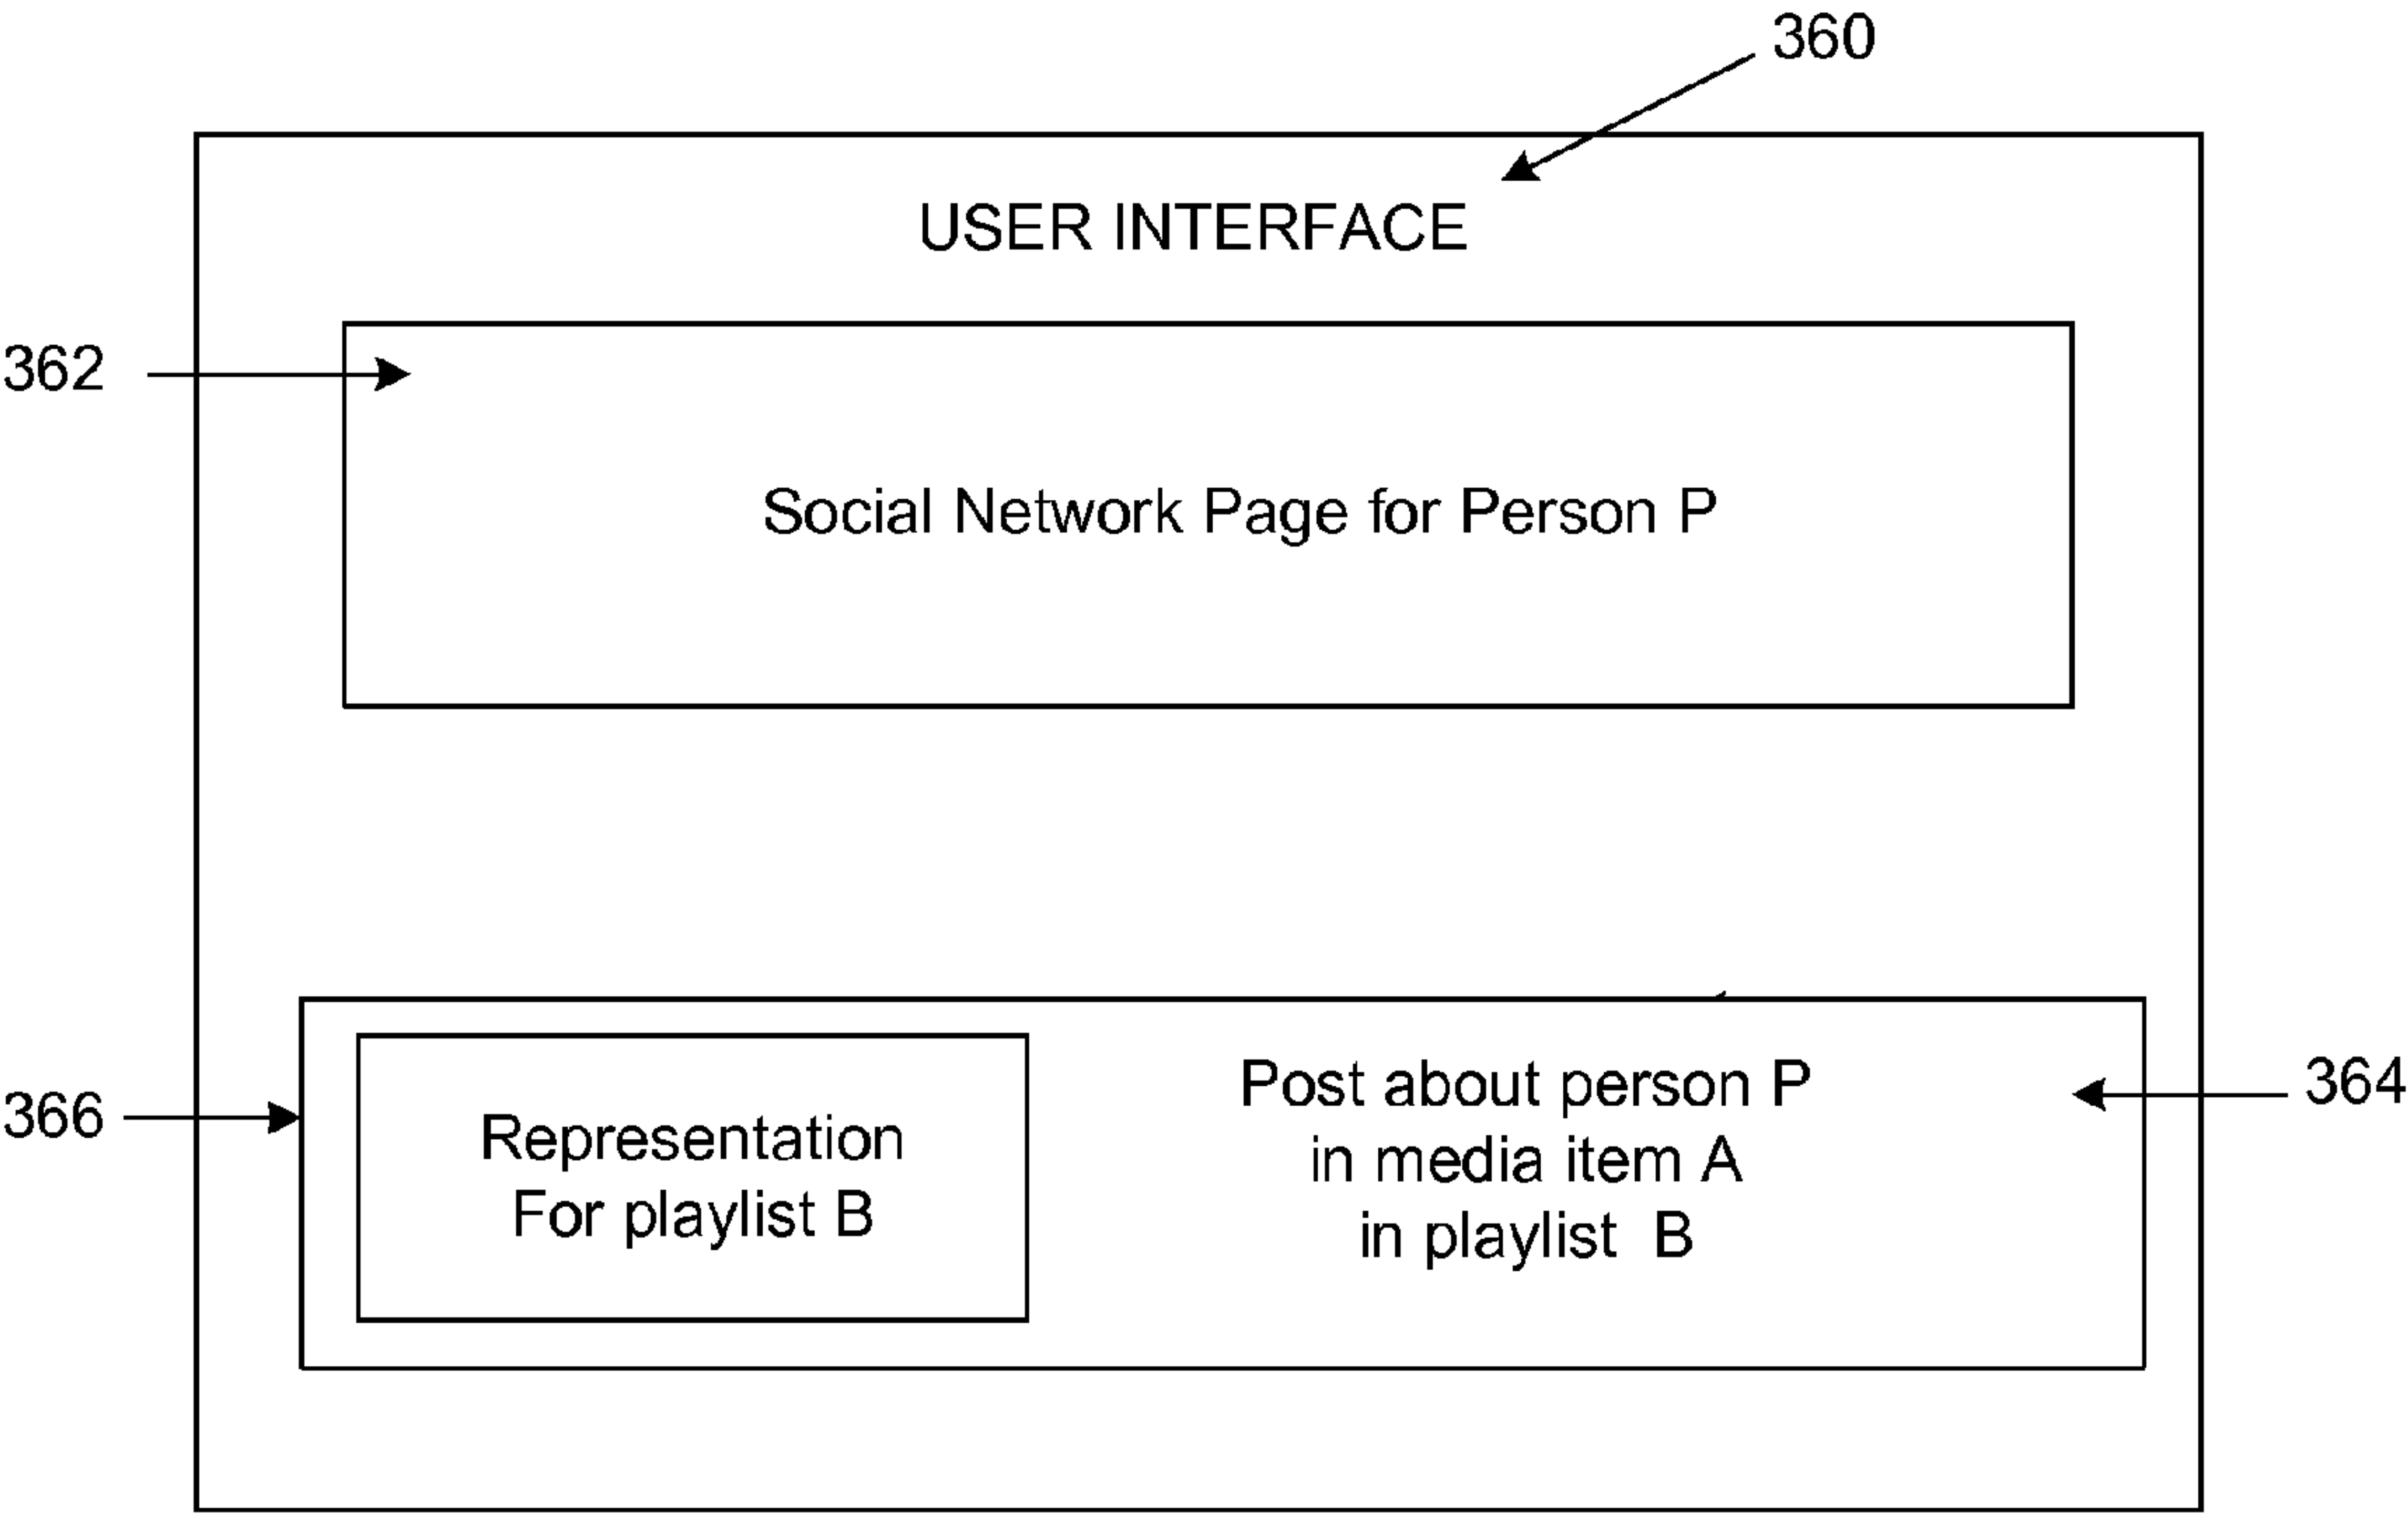 360
USER INTERFACE
362
Social Network Page for Person P
366
Representation
For playlist B
Post about person P
in media item A
in playlist B
364